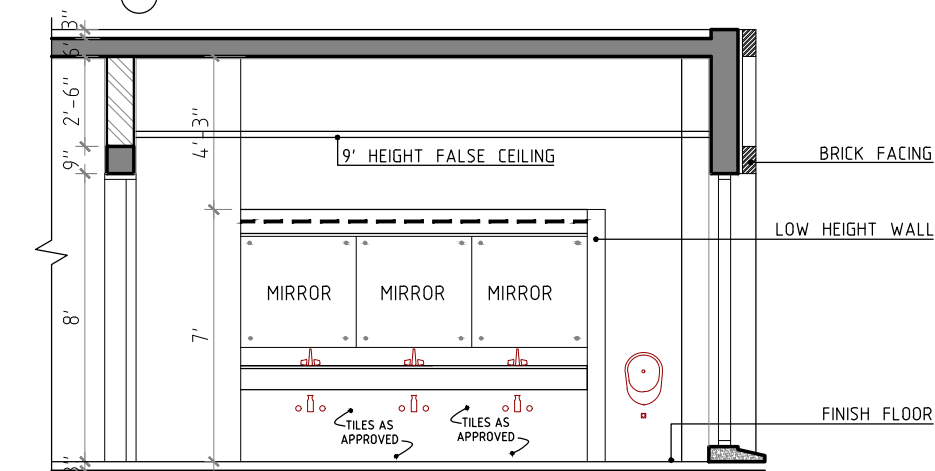 3"
6"
2'-6"
4'-3"
9"
9' HEIGHT FALSE CEILING
BRICK FACING
LOW HEIGHT WALL
MIRROR MIRROR MIRROR
8'
7'
FINISH FLOOR
TILES AS
APPROVED
TILES AS
APPROVED